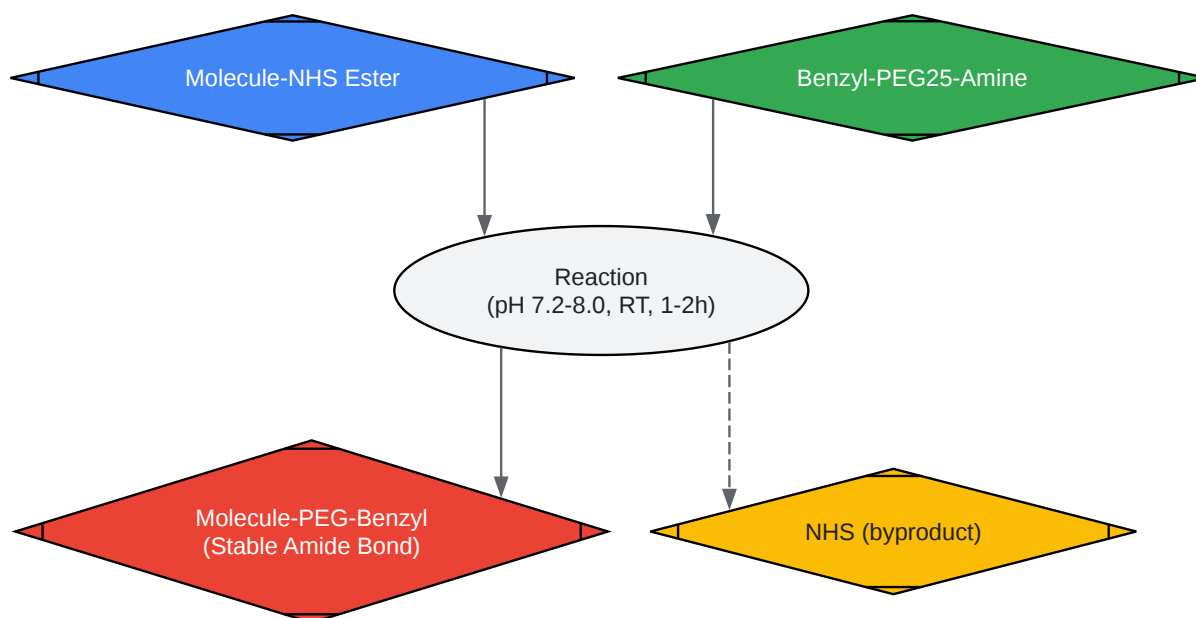 Molecule-NHS Ester
Benzyl-PEG25-Amine
Reaction
(pH 7.2-8.0, RT, 1-2h)
Molecule-PEG-Benzyl
(Stable Amide Bond)
NHS (byproduct)